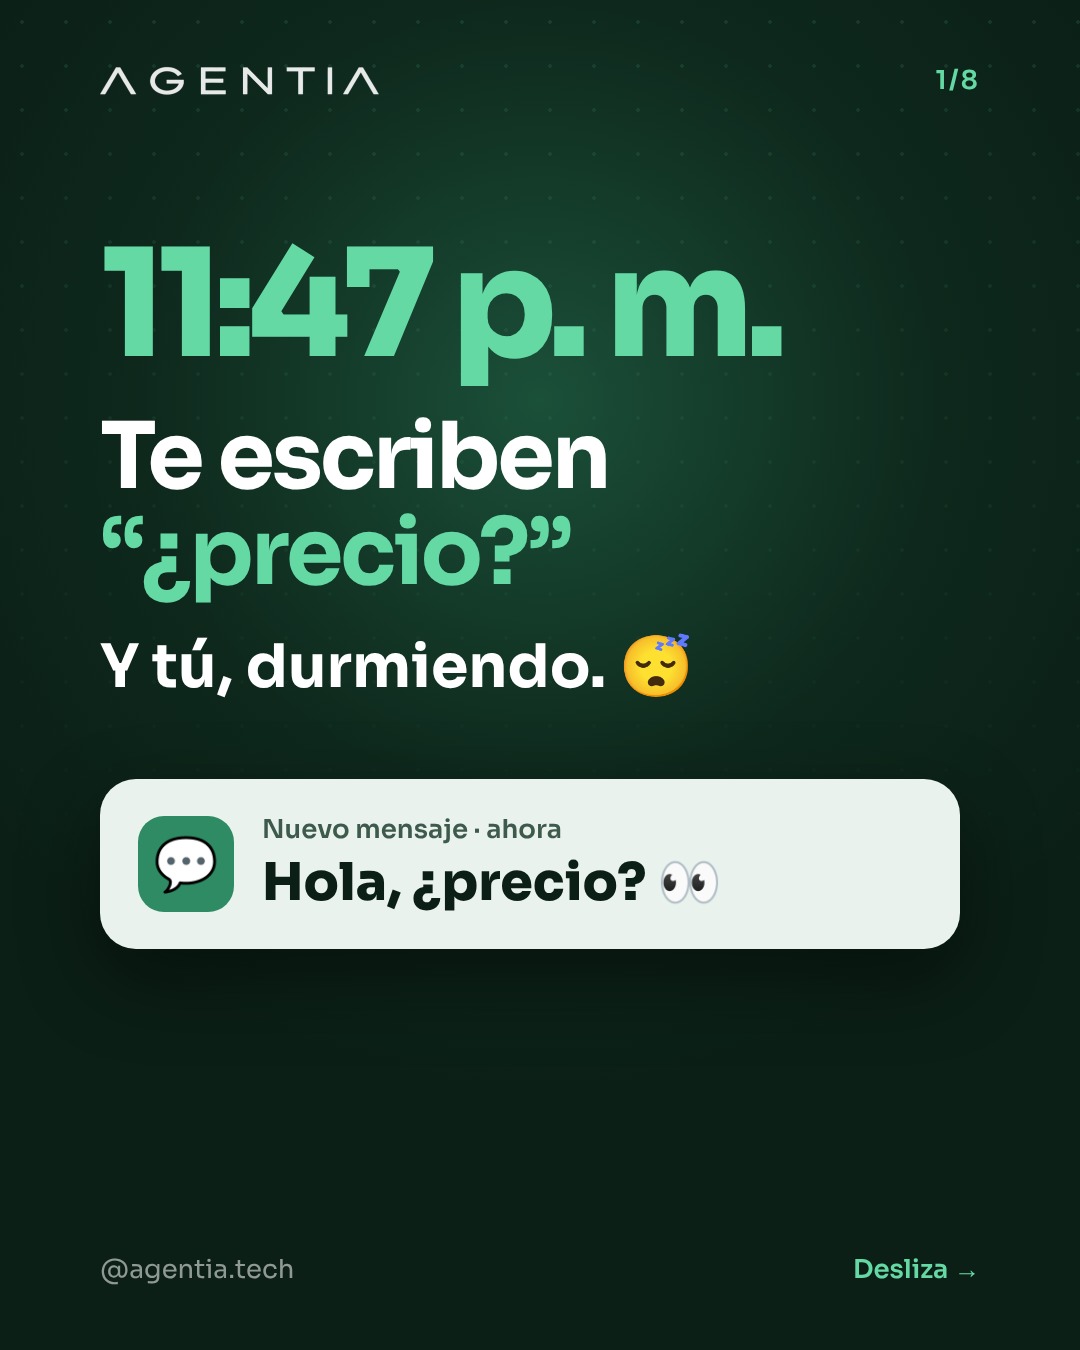 AGENTIA
1/8
11:47 p. m.
Te escriben
“¿precio?”
Y tú, durmiendo. 😴
Nuevo mensaje · ahora
Hola, ¿precio? 👀
@agentia.tech
Desliza →